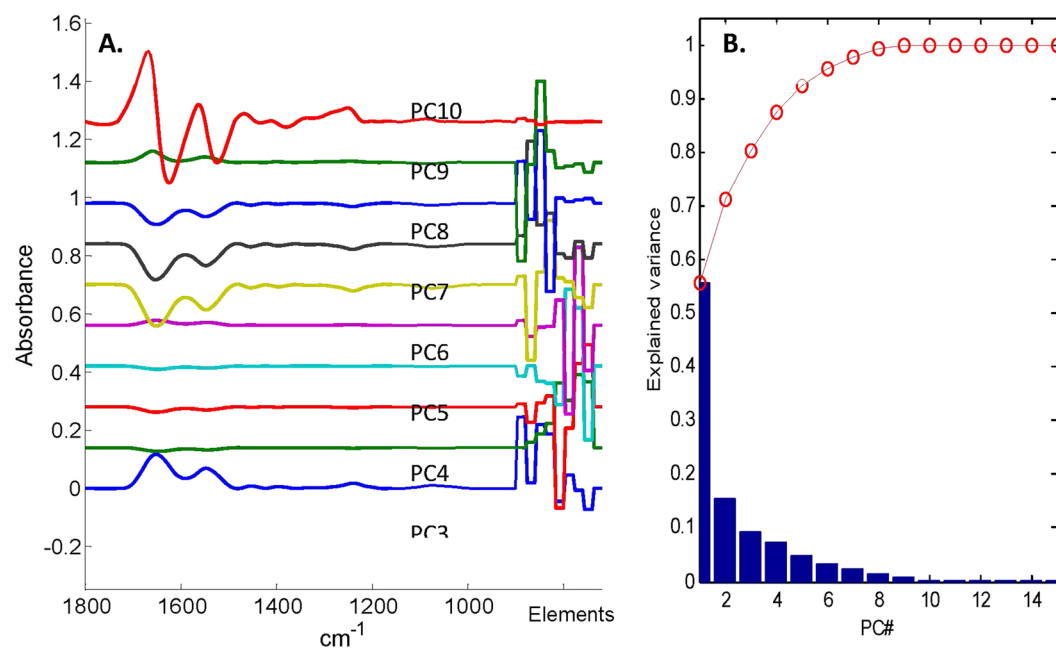 A.
1.6
1.4
1.2
1
0.8
0.6
0.4
0.2
0
-0.2
Absorbance
PC10
PC9
PC8
PC7
PC6
PC5
PC4
PC3
1800 1600 1400 1200 1000 Elements
cm-1
B.
1
0.9
0.8
0.7
0.6
0.5
0.4
0.3
0.2
0.1
0
Explained variance
2 4 6 8 10 12 14
PC#